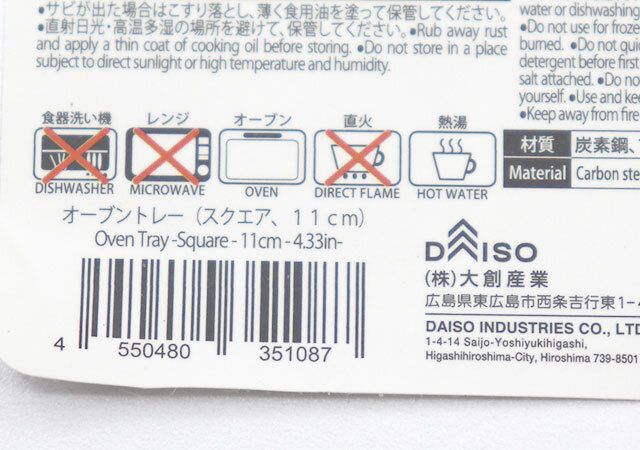 •サビが出た場合はこすり落とし、薄く食用油を塗って保管してください。
•直射日光・高温多湿の場所を避けて、保管してください。•Rub away rust
and apply a thin coat of cooking oil before storing. •Do not store in a place
subject to direct sunlight or high temperature and humidity.
water or dishwashing
•Do not use for froze
burned. •Do not qui
detergent before first
salt attached. •Do no
yourself. •Use and kee
•Keep away from fire
食器洗い機
DISHWASHER
レンジ
MICROWAVE
オーブン
OVEN
直火
DIRECT FLAME
熱湯
HOT WATER
材質 炭素鋼、
Material Carbon ste
オーブントレー（スクエア、１１ｃｍ）
Oven Tray -Square - 11cm - 4.33in-
4 550480 351087
DAISO
(株)大創産業
広島県東広島市西条吉行東1-4
DAISO INDUSTRIES CO., LTD
1-4-14 Saijo-Yoshiyukihigashi,
Higashihiroshima-City, Hiroshima 739-8501